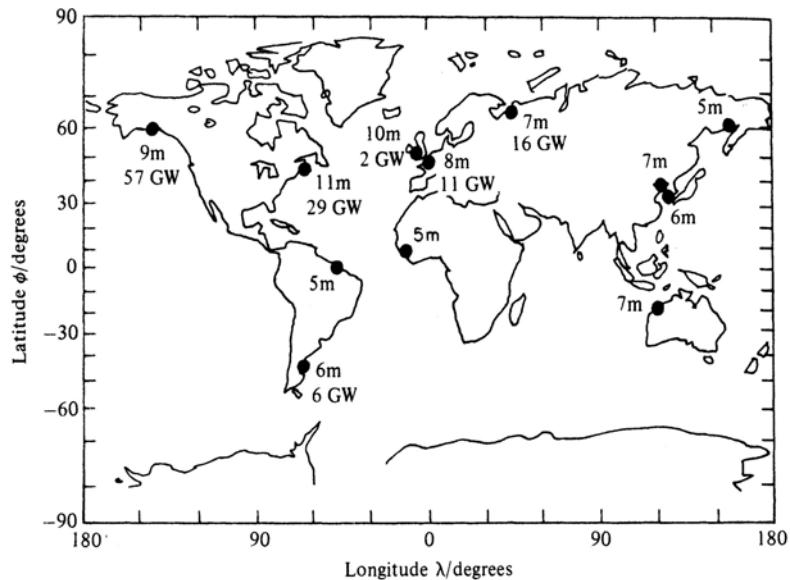 90
60
30
0
−30
−60
−90
Latitude ϕ/degrees
9m
57 GW
11m
29 GW
10m
2 GW
8m
11 GW
7m
16 GW
5m
7m
6m
5m
5m
7m
6m
6 GW
180
90
0
90
180
Longitude λ/degrees